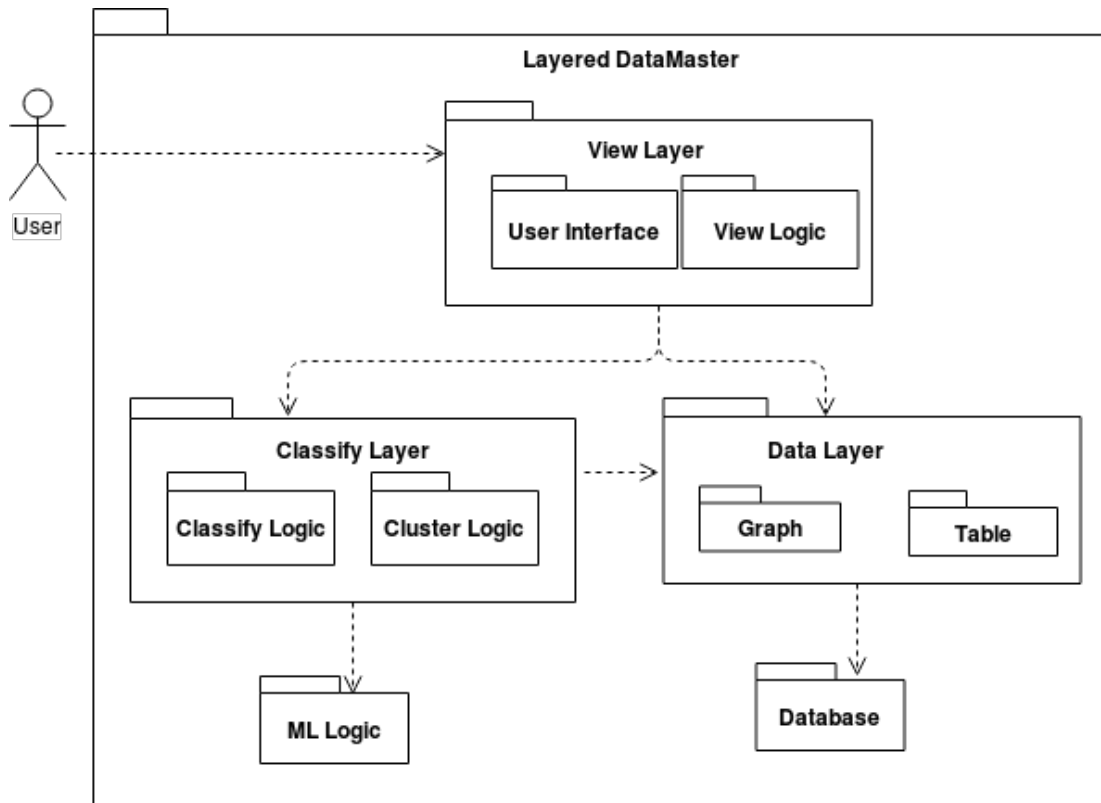 Layered DataMaster
User
View Layer
User Interface
View Logic
Classify Layer
Classify Logic
Cluster Logic
Data Layer
Graph
Table
ML Logic
Database